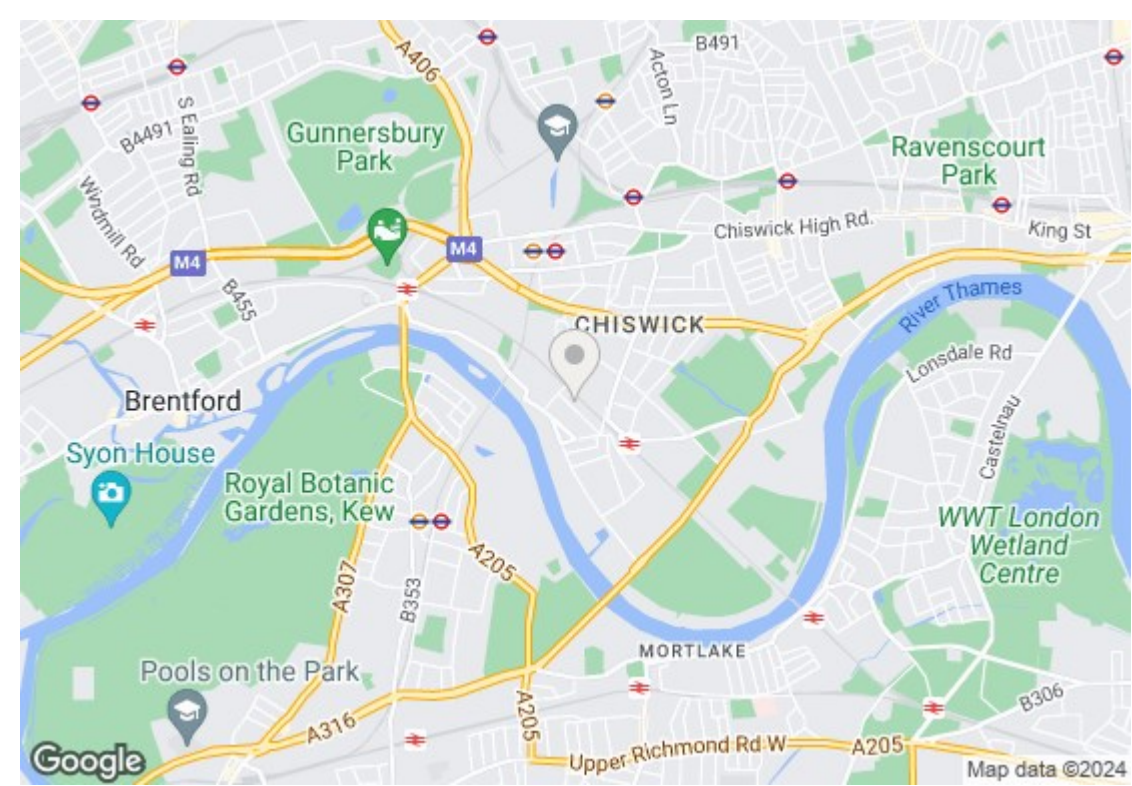 B491
A406
Acton Ln
S Ealing Rd
B4491
Gunnersbury
Park
Ravenscourt
Park
Windmill Rd
Chiswick High Rd.
King St
M4
M4
B455
River Thames
CHISWICK
Lonsdale Rd
Brentford
Castelnau
Syon House
Royal Botanic
Gardens, Kew
WWT London
Wetland
Centre
A205
A307
B353
MORTLAKE
Pools on the Park
B306
A205
A316
Upper Richmond Rd W
A205
Google
Map data ©2024